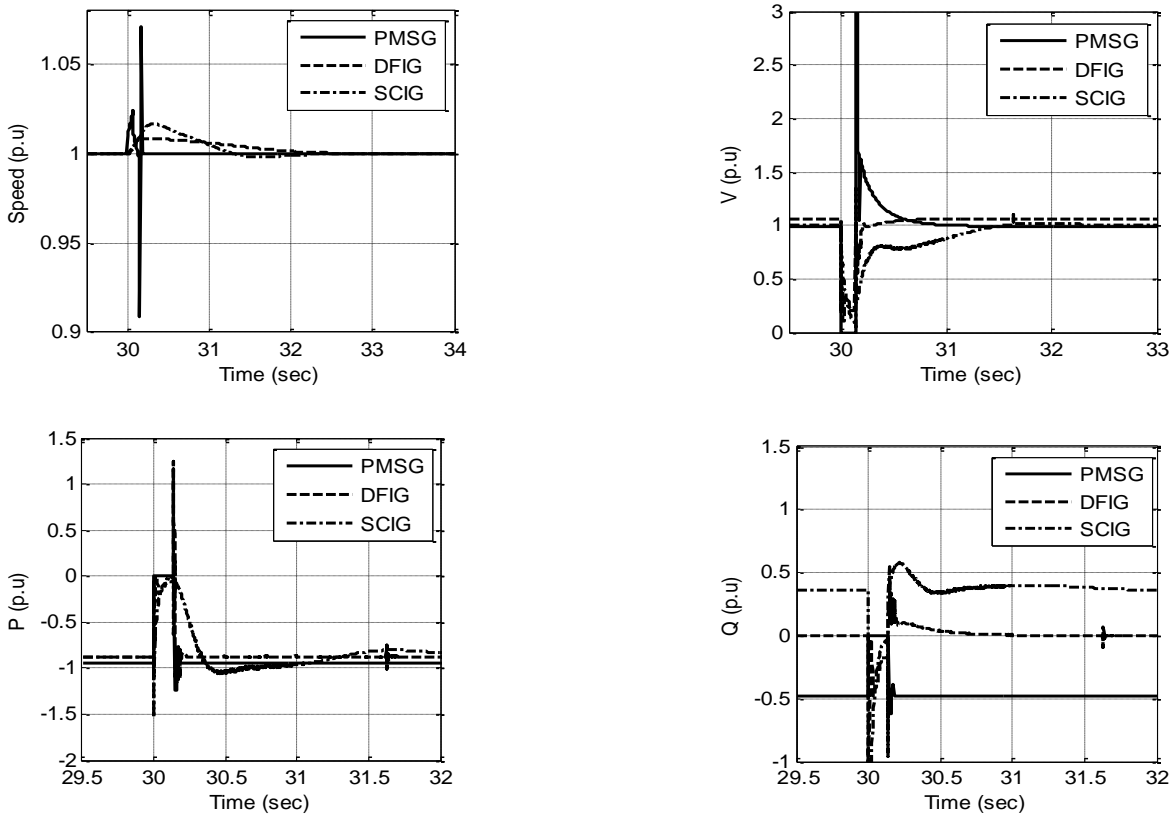 1.05
1
0.95
0.9
Speed (p.u)
PMSG
DFIG
SCIG
30 31 32 33 34
Time (sec)
3
2.5
2
1.5
1
0.5
0
V (p.u)
PMSG
DFIG
SCIG
30 31 32 33
Time (sec)
1.5
1
0.5
0
-0.5
-1
-1.5
-2
P (p.u)
PMSG
DFIG
SCIG
29.5 30 30.5 31 31.5 32
Time (sec)
1.5
1
0.5
0
-0.5
-1
Q (p.u)
PMSG
DFIG
SCIG
29.5 30 30.5 31 31.5 32
Time (sec)